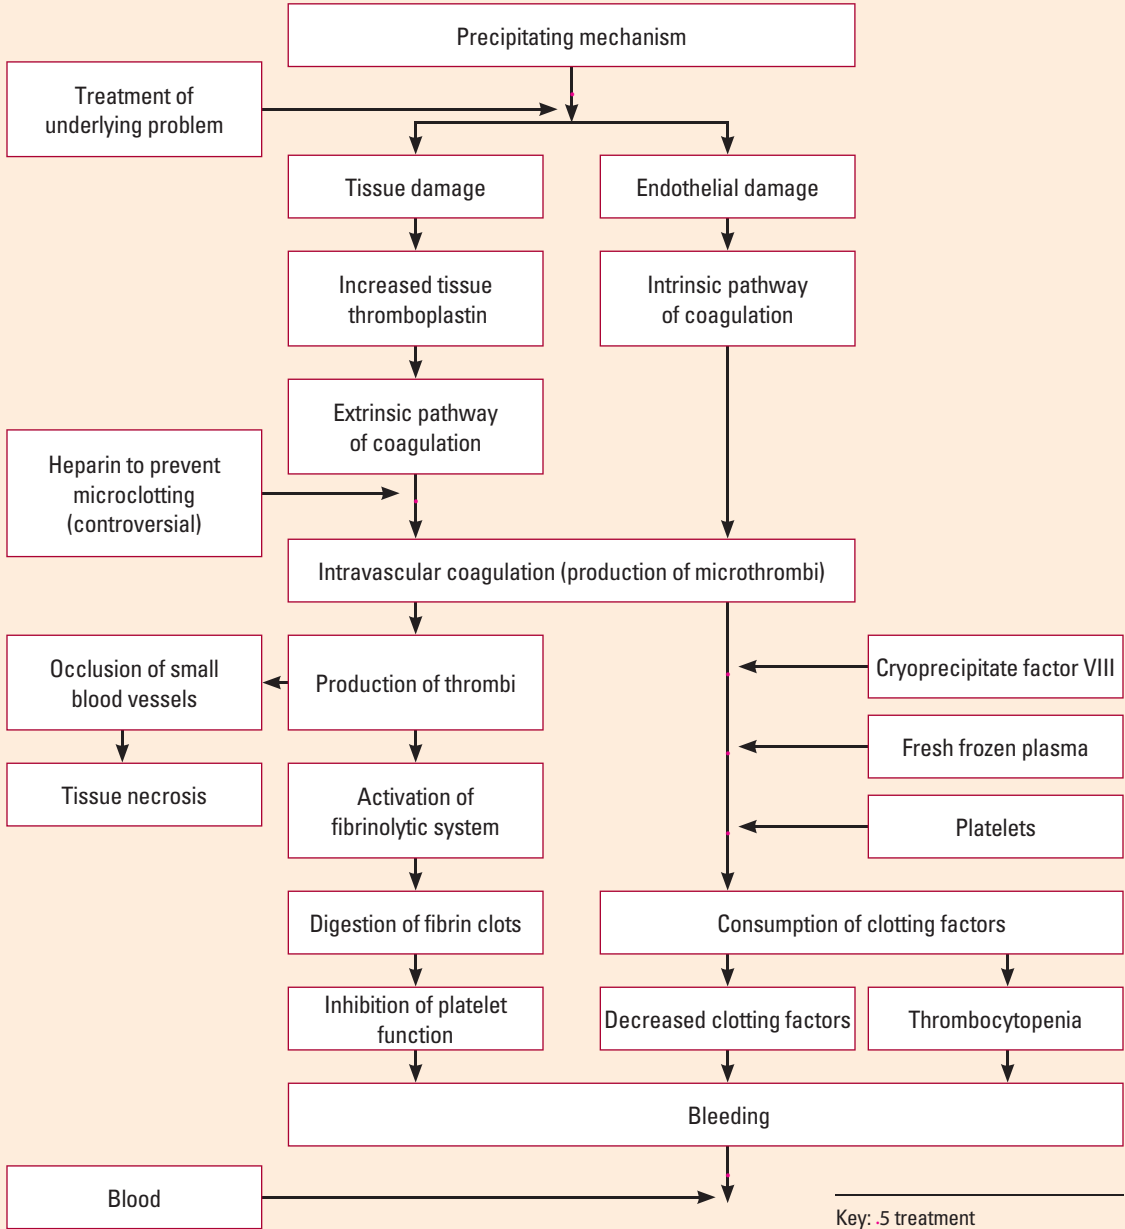 Precipitating mechanism
Treatment of
underlying problem
Tissue damage
Endothelial damage
Increased tissue
thromboplastin
Intrinsic pathway
of coagulation
Extrinsic pathway
of coagulation
Heparin to prevent
microclotting
(controversial)
Intravascular coagulation (production of microthrombi)
Occlusion of small
blood vessels
Production of thrombi
Cryoprecipitate factor VIII
Fresh frozen plasma
Tissue necrosis
Activation of
fibrinolytic system
Platelets
Digestion of fibrin clots
Consumption of clotting factors
Inhibition of platelet
function
Decreased clotting factors
Thrombocytopenia
Bleeding
Blood
Key: .5 treatment